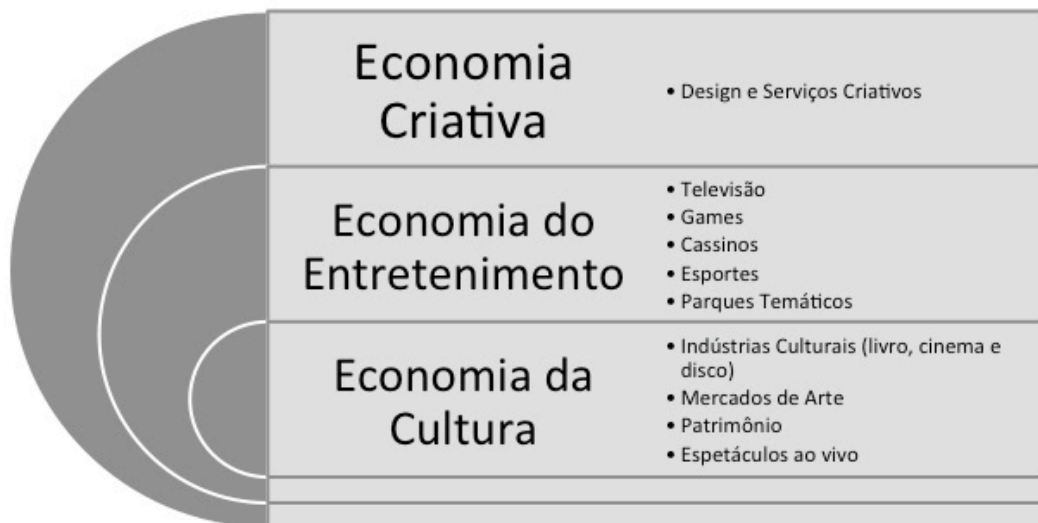 Economia
Criativa
• Design e Serviços Criativos
Economia do
Entretenimento
• Televisão
• Games
• Cassinos
• Esportes
• Parques Temáticos
Economia da
Cultura
• Indústrias Culturais (livro, cinema e
disco)
• Mercados de Arte
• Patrimônio
• Espetáculos ao vivo